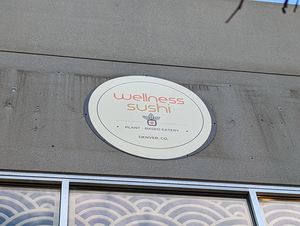 wellness
sushi
PLANT - BASED EATERY
DENVER, CO.